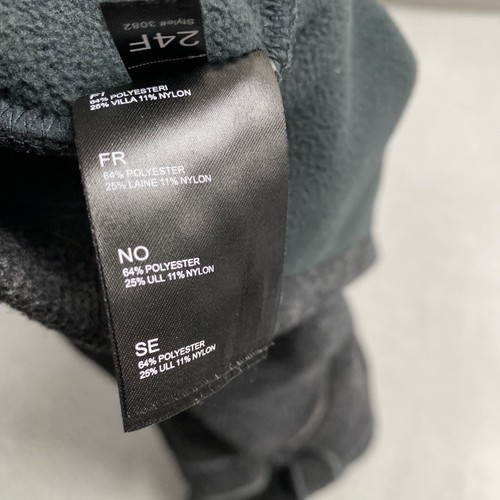 Style# 3082
24F
FI
64% POLYESTERI
25% VILLA 11% NYLON
FR
64% POLYESTER
25% LAINE 11% NYLON
NO
64% POLYESTER
25% ULL 11% NYLON
SE
64% POLYESTER
25% ULL 11% NYLON